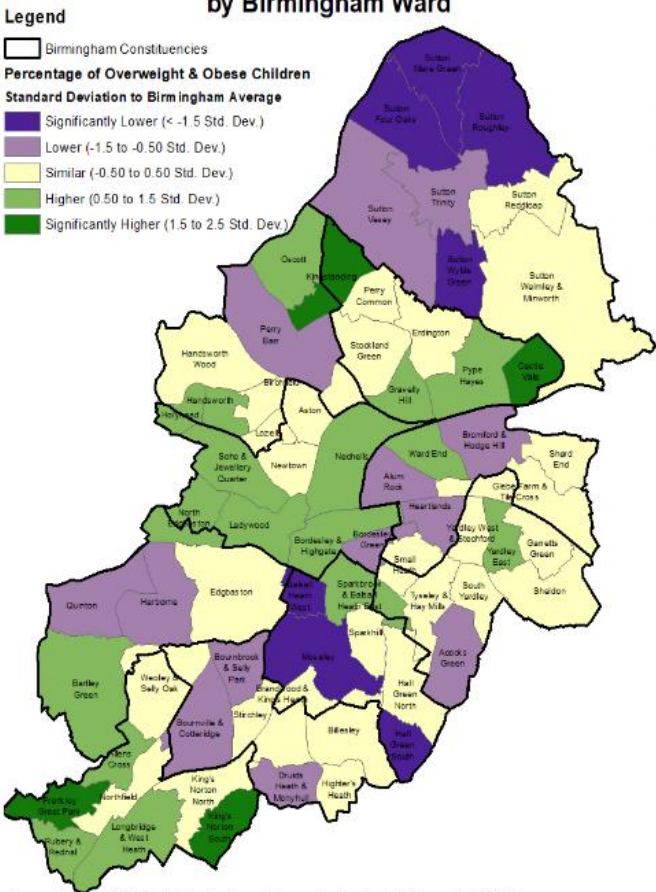 by Birmingham Ward
Legend
Birmingham Constituencies
Percentage of Overweight & Obese Children
Standard Deviation to Birmingham Average
Significantly Lower (< -1.5 Std. Dev.)
Lower (-1.5 to -0.50 Std. Dev.)
Similar (-0.50 to 0.50 Std. Dev.)
Higher (0.50 to 1.5 Std. Dev.)
Significantly Higher (1.5 to 2.5 Std. Dev.)
Sutton
Mere Green
Sutton
Four Oaks
Sutton
Roughley
Sutton
Vesey
Sutton
Trinity
Sutton
Reddicap
Sutton
Wylde
Green
Sutton
Walmley &
Minworth
Oscott
Kingstanding
Perry
Common
Perry
Barr
Erdington
Stockland
Green
Handsworth
Wood
Pype
Hayes
Castle
Vale
Birchfield
Gravelly
Hill
Handsworth
Holyhead
Aston
Lozells
Bromford &
Hodge Hill
Soho &
Jewellery
Quarter
Newtown
Nechells
Ward End
Shard
End
Alum
Rock
Glebe Farm &
Tile Cross
Heartlands
North
Edgbaston
Ladywood
Bordesley &
Highgate
Bordesley
Green
Yardley West
& Stechford
Yardley
East
Garretts
Green
Small
Heath
Quinton
Harborne
Edgbaston
Balsall
Heath
West
Sparkbrook
& Balsall
Heath East
Tyseley &
Hay Mills
South
Yardley
Sheldon
Sparkhill
Acocks
Green
Bartley
Green
Weoley &
Selly Oak
Bournbrook
& Selly
Park
Moseley
Hall
Green
North
Brandwood &
King's Heath
Stirchley
Bournville &
Cotteridge
Billesley
Hall
Green
South
Allens
Cross
Frankley
Great Park
Northfield
King's
Norton
North
Druids
Heath &
Monyhull
Highter's
Heath
Rubery &
Rednal
Longbridge
& West
Heath
King's
Norton
South